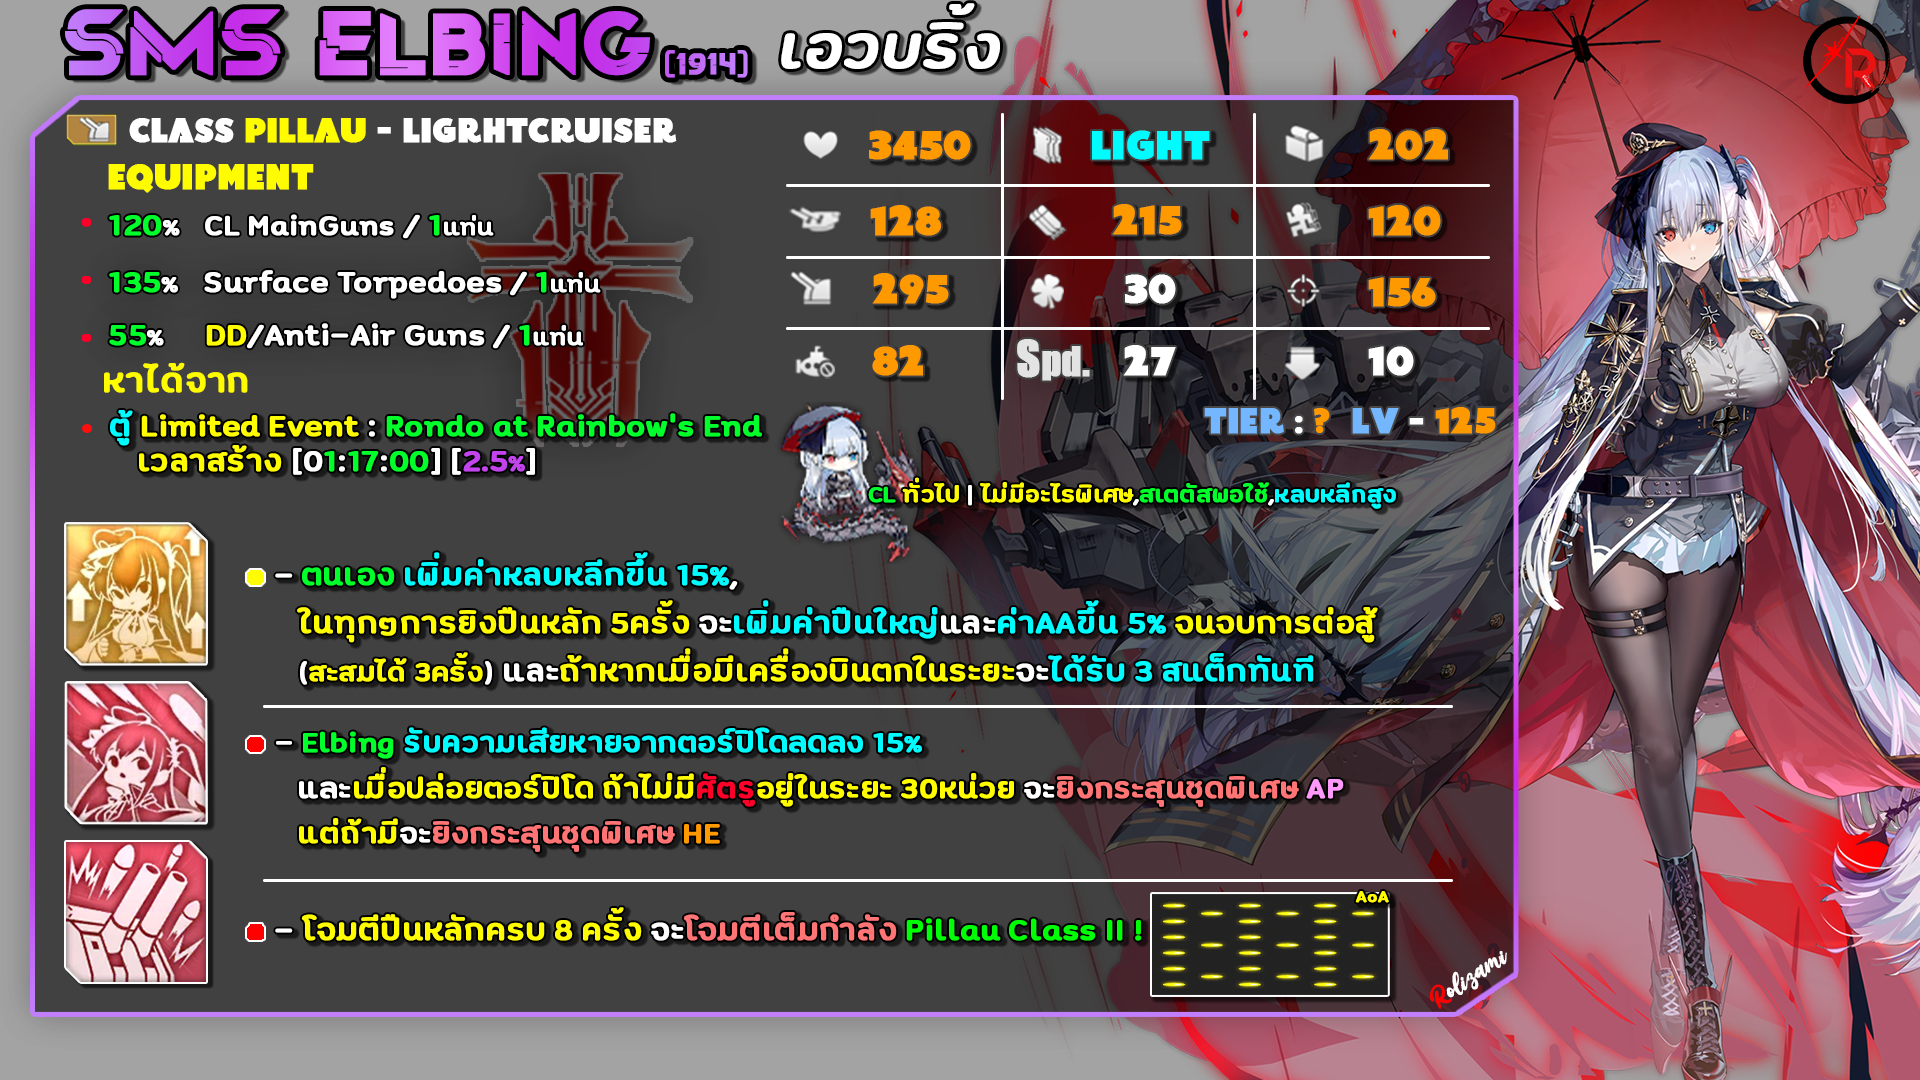 SMS ELBING (1914) เอวบริ้ง
CLASS PILLAU - LIGRHTCRUISER
EQUIPMENT
120% CL MainGuns / 1แท่น
135% Surface Torpedoes / 1แท่น
55% DD/Anti-Air Guns / 1แท่น
หาได้จาก
ตู้ Limited Event : Rondo at Rainbow's End
เวลาสร้าง [01:17:00] [2.5%]
3450 LIGHT 202
128 215 120
295 30 156
82 Spd. 27 10
TIER : ? LV - 125
CL ทั่วไป | ไม่มีอะไรพิเศษ,สเตตัสพอใช้,หลบหลีกสูง
- ตนเอง เพิ่มค่าหลบหลีกขึ้น 15%,
ในทุกๆการยิงปืนหลัก 5ครั้ง จะเพิ่มค่าปืนใหญ่และค่าAAขึ้น 5% จนจบการต่อสู้
(สะสมได้ 3ครั้ง) และถ้าหากเมื่อมีเครื่องบินตกในระยะจะได้รับ 3 สแต็กทันที
- Elbing รับความเสียหายจากตอร์ปิโดลดลง 15%
และเมื่อปล่อยตอร์ปิโด ถ้าไม่มีศัตรูอยู่ในระยะ 30หน่วย จะยิงกระสุนชุดพิเศษ AP
แต่ถ้ามีจะยิงกระสุนชุดพิเศษ HE
- โจมตีปืนหลักครบ 8 ครั้ง จะโจมตีเต็มกำลัง Pillau Class II !
AoA
Rolizami
R